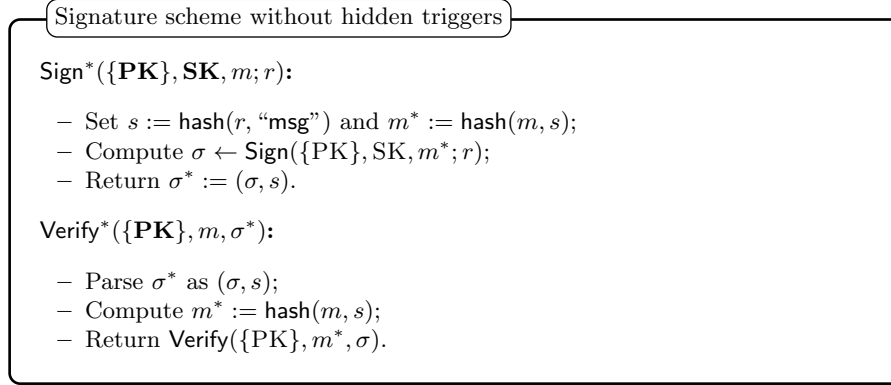 Signature scheme without hidden triggers
Sign*({PK}, SK, m; r):
– Set s := hash(r, “msg”) and m* := hash(m, s);
– Compute σ ← Sign({PK}, SK, m*; r);
– Return σ* := (σ, s).
Verify*({PK}, m, σ*):
– Parse σ* as (σ, s);
– Compute m* := hash(m, s);
– Return Verify({PK}, m*, σ).